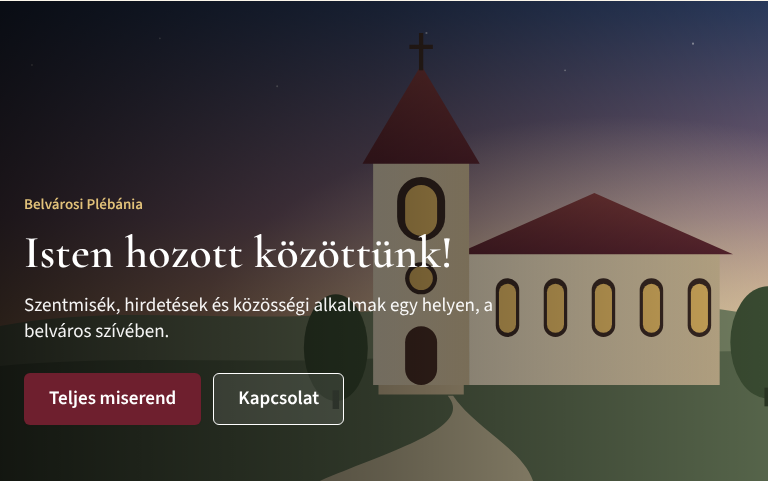 Belvárosi Plébánia
Isten hozott közöttünk!
Szentmisék, hirdetések és közösségi alkalmak egy helyen, a
belváros szívében.
Teljes miserend
Kapcsolat